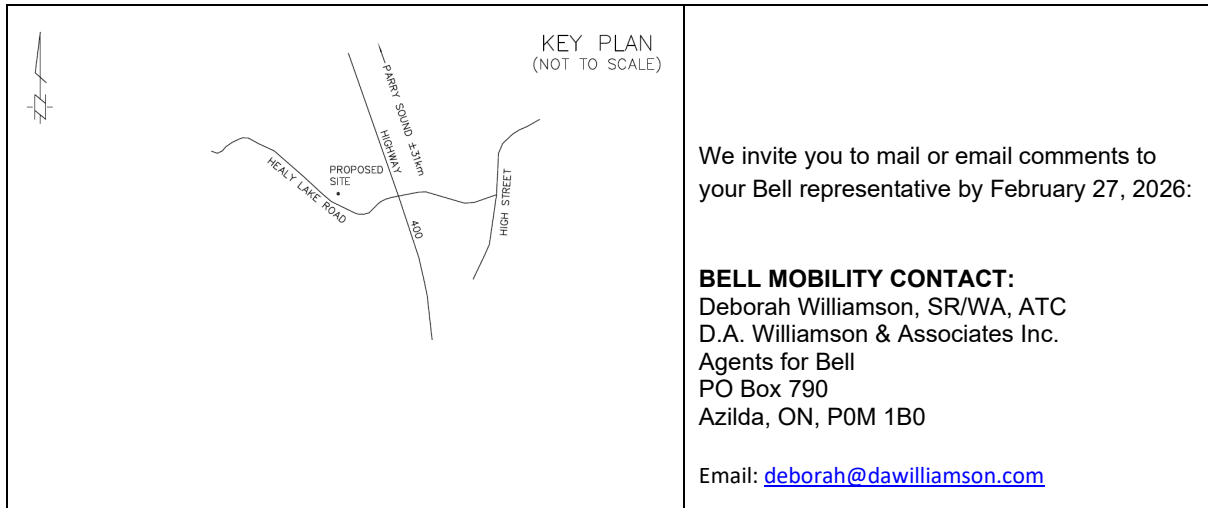 KEY PLAN
(NOT TO SCALE)
PARRY SOUND ±31km
HIGHWAY
400
HEALY LAKE ROAD
PROPOSED
SITE
HIGH STREET
We invite you to mail or email comments to
your Bell representative by February 27, 2026:
BELL MOBILITY CONTACT:
Deborah Williamson, SR/WA, ATC
D.A. Williamson & Associates Inc.
Agents for Bell
PO Box 790
Azilda, ON, P0M 1B0
Email: deborah@dawilliamson.com